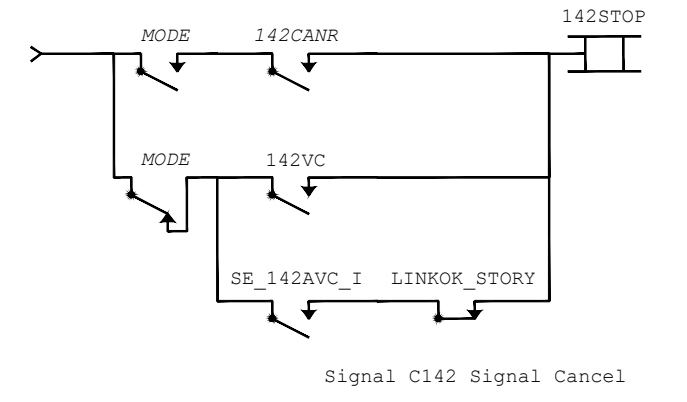 142STOP
MODE 142CANR
MODE 142VC
SE_142AVC_I LINKOK_STORY
Signal C142 Signal Cancel